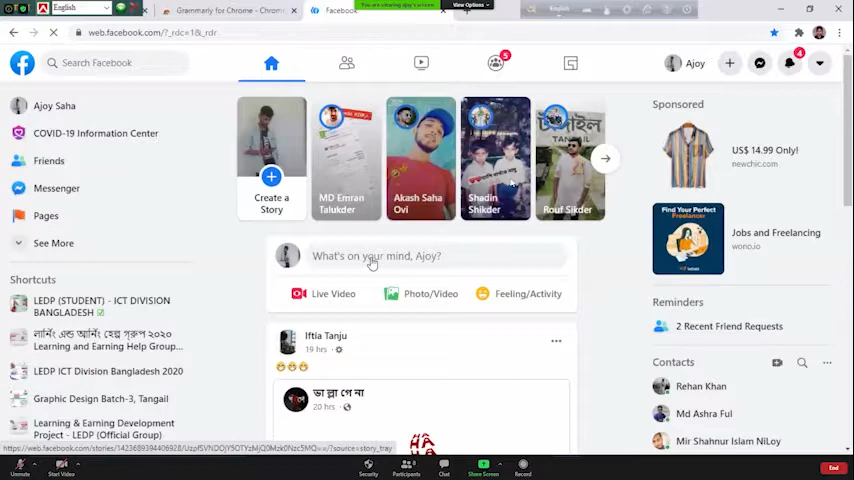 English
You are sharing ajoy's screen
View Options
English
Grammarly for Chrome - Chrom
Facebook
web.facebook.com/?_rdc=1&_rdr
Search Facebook
5
Ajoy
4
Ajoy Saha
COVID-19 Information Center
Friends
Messenger
Pages
See More
Shortcuts
LEDP (STUDENT) - ICT DIVISION
BANGLADESH
লার্নিং এন্ড আর্নিং হেল্প গ্রুপ ২০২০
Learning and Earning Help Group...
LEDP ICT Division Bangladesh 2020
Graphic Design Batch-3, Tangail
Learning & Earning Development
Project - LEDP (Official Group)
Create a
Story
MD Emran
Talukder
Akash Saha
Ovi
Shadin
Shikder
টাঙ্গাইল
TANGAIL
Rouf Sikder
What's on your mind, Ajoy?
Live Video
Photo/Video
Feeling/Activity
Iftia Tanju
19 hrs
ভা ল্লা গে না
20 hrs
Sponsored
US$ 14.99 Only!
newchic.com
Find Your Perfect
Freelancer
Jobs and Freelancing
wono.io
Reminders
2 Recent Friend Requests
Contacts
Rehan Khan
Md Ashra Ful
Mir Shahnur Islam NiLoy
Unmute
Start Video
Security
Participants
Chat
Share Screen
Record
End